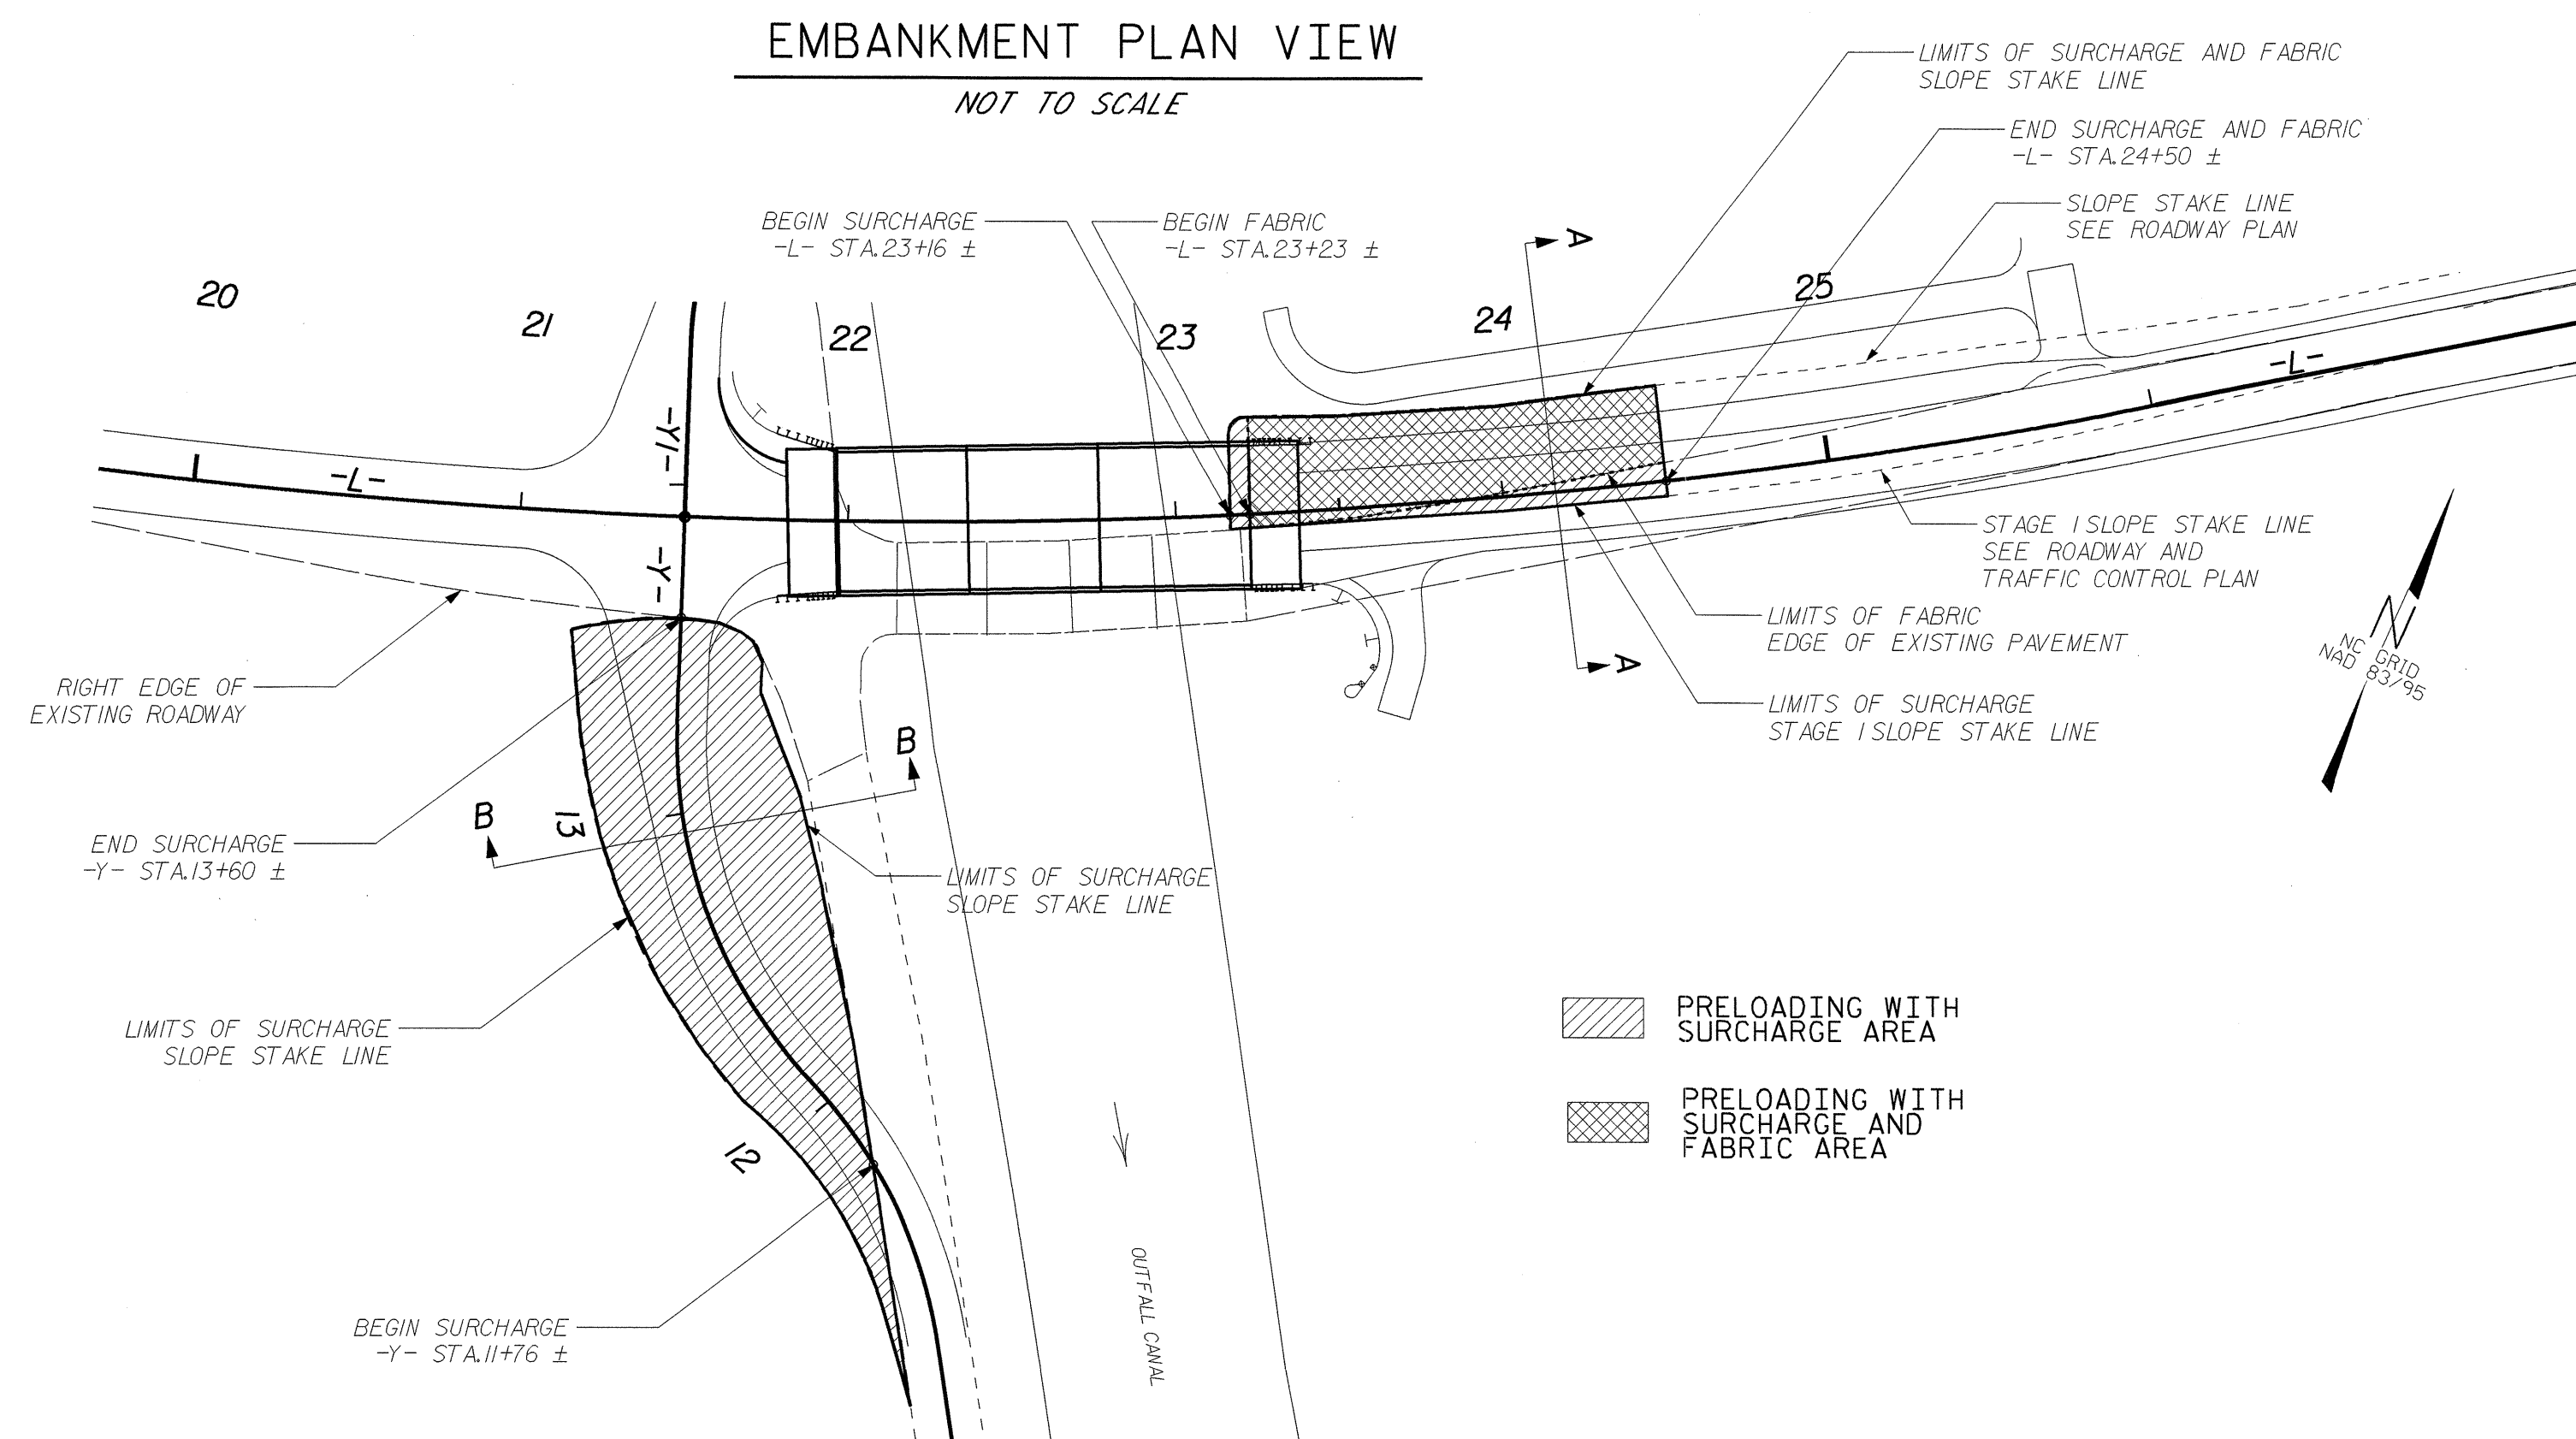 EMBANKMENT PLAN VIEW
NOT TO SCALE
LIMITS OF SURCHARGE AND FABRIC
SLOPE STAKE LINE
END SURCHARGE AND FABRIC
-L- STA.24+50 ±
SLOPE STAKE LINE
SEE ROADWAY PLAN
BEGIN SURCHARGE
-L- STA.23+16 ±
BEGIN FABRIC
-L- STA.23+23 ±
A
20
21
22
23
24
25
-L-
-Y1-
-L-
-Y-
STAGE 1 SLOPE STAKE LINE
SEE ROADWAY AND
TRAFFIC CONTROL PLAN
LIMITS OF FABRIC
EDGE OF EXISTING PAVEMENT
A
N
NC GRID
NAD 83/95
RIGHT EDGE OF
EXISTING ROADWAY
LIMITS OF SURCHARGE
STAGE 1 SLOPE STAKE LINE
B
B
13
END SURCHARGE
-Y- STA.13+60 ±
LIMITS OF SURCHARGE
SLOPE STAKE LINE
LIMITS OF SURCHARGE
SLOPE STAKE LINE
PRELOADING WITH
SURCHARGE AREA
PRELOADING WITH
SURCHARGE AND
FABRIC AREA
12
OUTFALL CANAL
BEGIN SURCHARGE
-Y- STA.11+76 ±